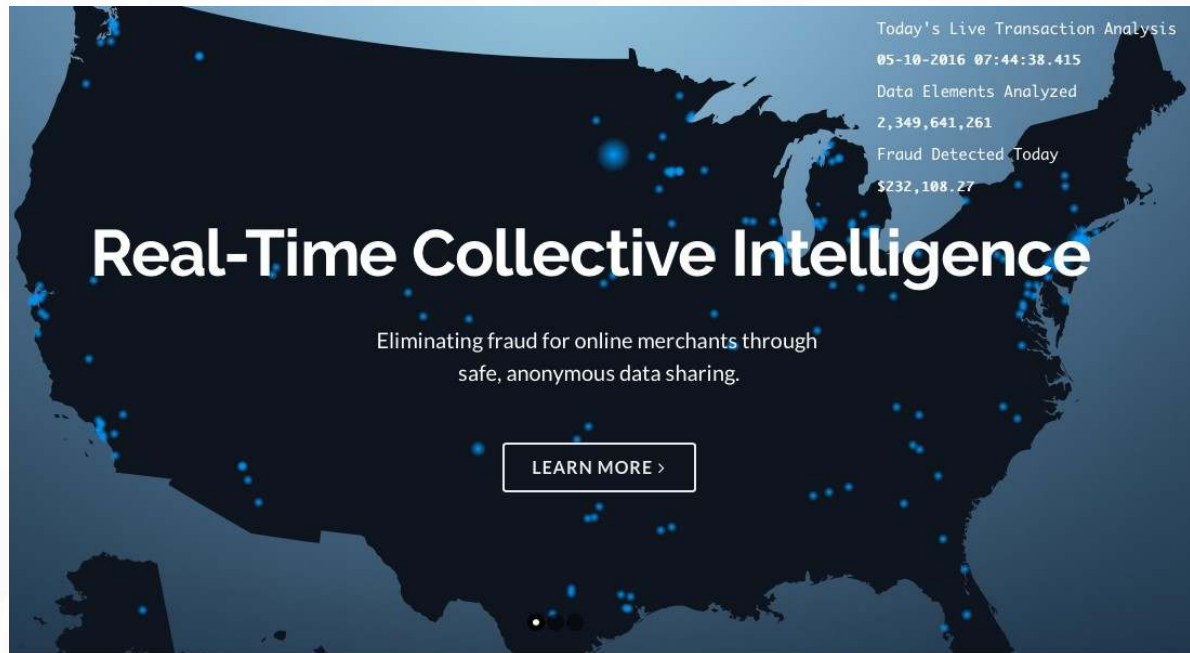 Today's Live Transaction Analysis
05-10-2016 07:44:38.415
Data Elements Analyzed
2,349,641,261
Fraud Detected Today
$232,108.27
Real-Time Collective Intelligence
Eliminating fraud for online merchants through
safe, anonymous data sharing.
LEARN MORE >